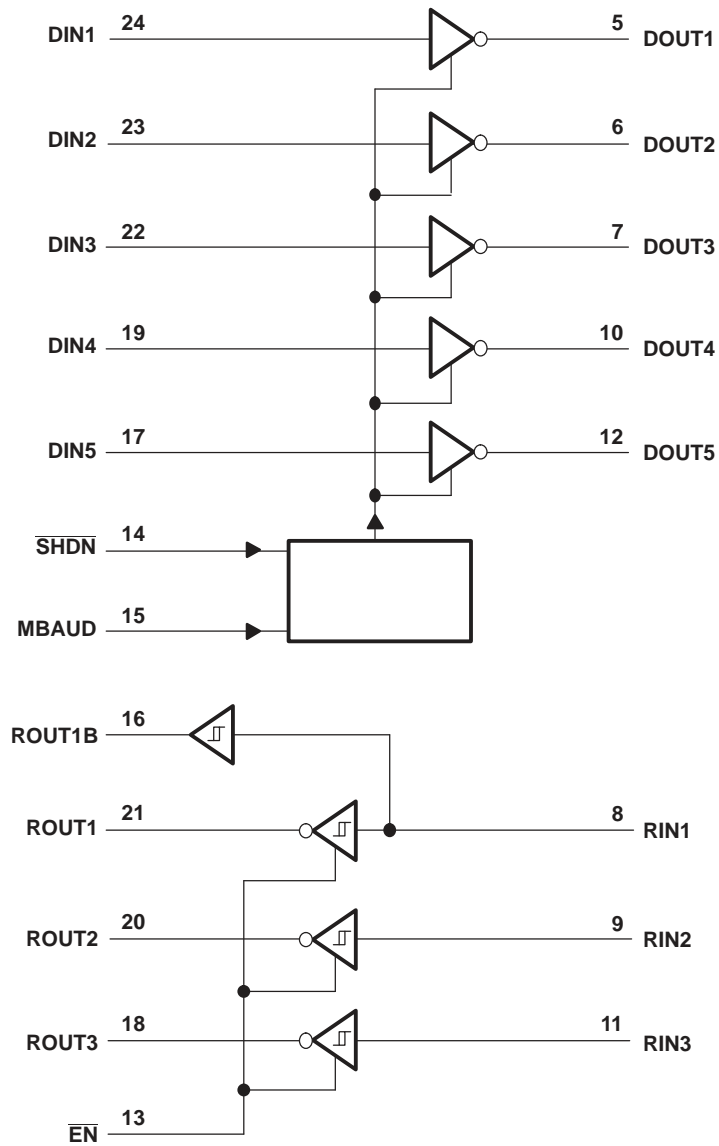 DIN1 24 5 DOUT1
DIN2 23 6 DOUT2
DIN3 22 7 DOUT3
DIN4 19 10 DOUT4
DIN5 17 12 DOUT5
S̅H̅D̅N̅ 14
MBAUD 15
ROUT1B 16
ROUT1 21 8 RIN1
ROUT2 20 9 RIN2
ROUT3 18 11 RIN3
E̅N̅ 13